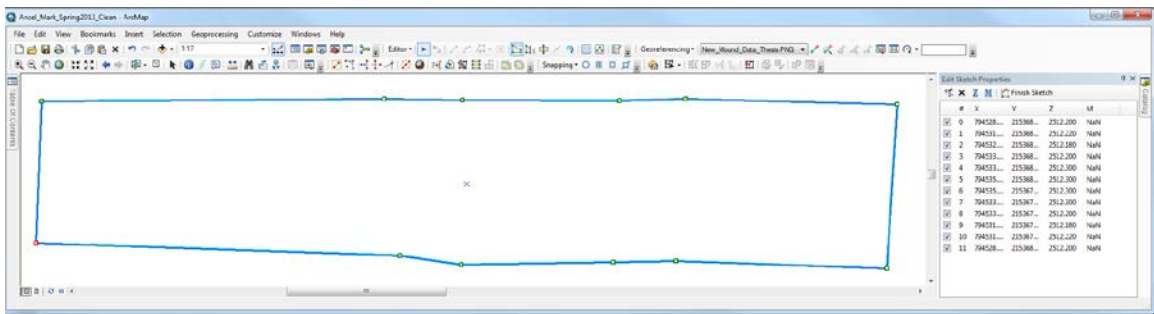 Ansel_Mark_Spring2011_Clean - ArcMap
File Edit View Bookmarks Insert Selection Geoprocessing Customize Windows Help
1:17 Editor Georeferencing New_Mound_Data_Thesis.PNG
Snapping
Table Of Contents
Edit Sketch Properties
Catalog
Finish Sketch
# X Y Z M
0 794528.... 215368... 2512.200 NaN
1 794531.... 215368... 2512.220 NaN
2 794532.... 215368... 2512.180 NaN
3 794533.... 215368... 2512.200 NaN
4 794533.... 215368... 2512.300 NaN
5 794535.... 215368... 2512.300 NaN
6 794535.... 215367... 2512.300 NaN
7 794533.... 215367... 2512.300 NaN
8 794533.... 215367... 2512.200 NaN
9 794531.... 215367... 2512.180 NaN
10 794531.... 215367... 2512.220 NaN
11 794528.... 215368... 2512.200 NaN